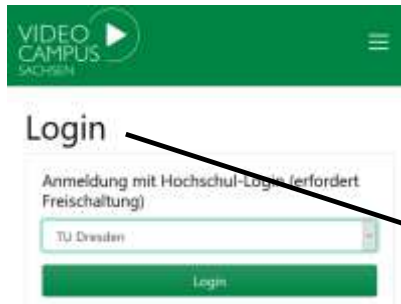 VIDEO
CAMPUS
SACHSEN
Login
Anmeldung mit Hochschul-Login (erfordert
Freischaltung)
TU Dresden
Login